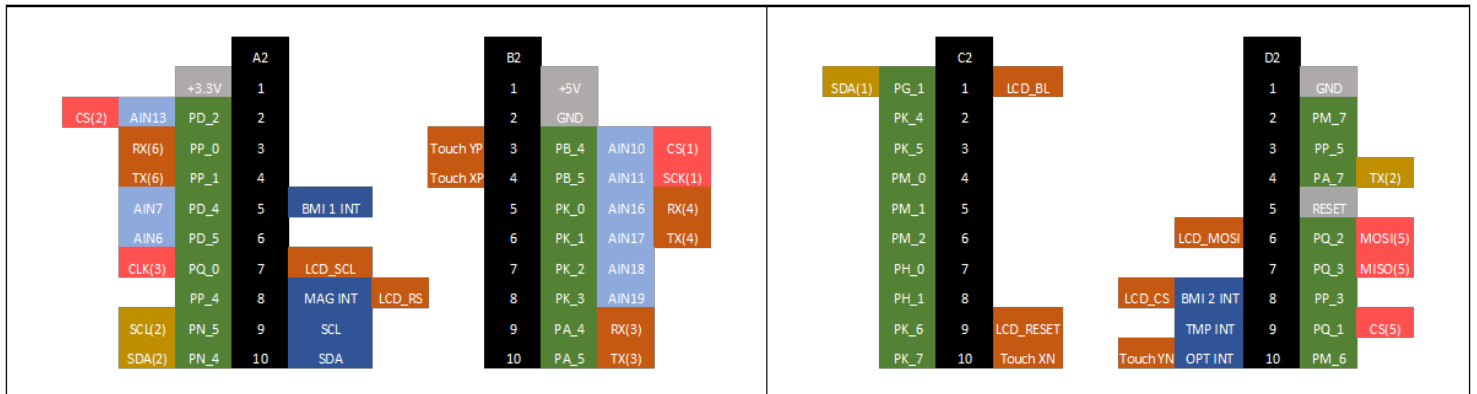 A2
+3.3V 1
CS(2) AIN13 PD_2 2
RX(6) PP_0 3
TX(6) PP_1 4
AIN7 PD_4 5 BMI 1 INT
AIN6 PD_5 6
CLK(3) PQ_0 7 LCD_SCL
PP_4 8 MAG INT LCD_RS
SCL(2) PN_5 9 SCL
SDA(2) PN_4 10 SDA
B2
1 +5V
2 GND
Touch YP 3 PB_4 AIN10 CS(1)
Touch XP 4 PB_5 AIN11 SCK(1)
5 PK_0 AIN16 RX(4)
6 PK_1 AIN17 TX(4)
7 PK_2 AIN18
8 PK_3 AIN19
9 PA_4 RX(3)
10 PA_5 TX(3)
C2
SDA(1) PG_1 1 LCD_BL
PK_4 2
PK_5 3
PM_0 4
PM_1 5
PM_2 6
PH_0 7
PH_1 8
PK_6 9 LCD_RESET
PK_7 10 Touch XN
D2
1 GND
2 PM_7
3 PP_5
4 PA_7 TX(2)
5 RESET
LCD_MOSI 6 PQ_2 MOSI(5)
7 PQ_3 MISO(5)
LCD_CS BMI 2 INT 8 PP_3
TMP INT 9 PQ_1 CS(5)
Touch YN OPT INT 10 PM_6